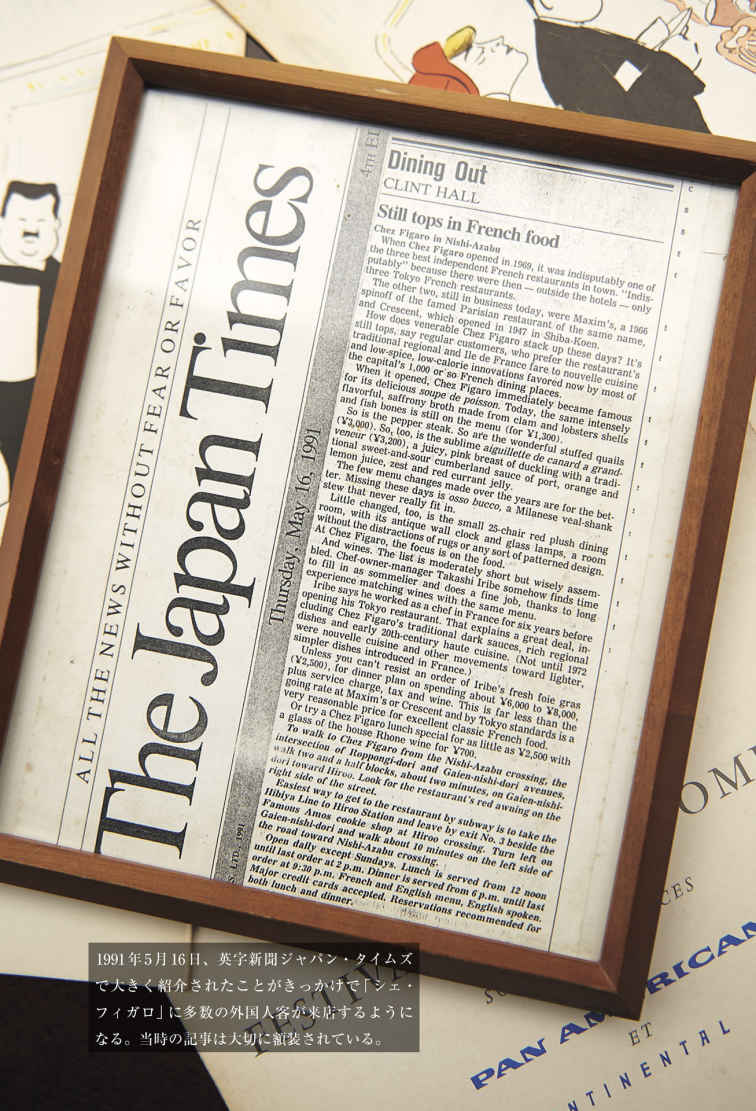 ALL THE NEWS WITHOUT FEAR OR FAVOR
The Japan Times
4TH
Thursday, May 16, 1991
1991
Dining Out
CLINT HALL
Still tops in French food
Chez Figaro in Nishi-Azabu
When Chez Figaro opened in 1969, it was indisputably one of
the three best independent French restaurants in town. "Indis-
putably" because there were then — outside the hotels — only
three Tokyo French restaurants.
The other two, still in business today, were Maxim's, a 1966
spinoff of the famed Parisian restaurant of the same name,
and Crescent, which opened in 1947 in Shiba-Koen.
How does venerable Chez Figaro stack up these days? It's
still tops, say regular customers, who prefer the restaurant's
traditional regional and Ile de France fare to nouvelle cuisine
and low-spice, low-calorie innovations favored now by most of
the capital's 1,000 or so French dining places.
When it opened, Chez Figaro immediately became famous
for its delicious soupe de poisson. Today, the same intensely
flavorful, saffrony broth made from clam and lobsters shells
and fish bones is still on the menu (for ¥1,300).
So is the pepper steak. So are the wonderful stuffed quails
(¥3,000). So, too, is the sublime aiguillette de canard a grand-
veneur (¥3,200), a juicy, pink breast of duckling with a tradi-
tional sweet-and-sour cumberland sauce of port, orange and
lemon juice, zest and red currant jelly.
The few menu changes made over the years are for the bet-
ter. Missing these days is osso bucco, a Milanese veal-shank
stew that never really fit in.
Little changed, too, is the small 25-chair red plush dining
room, with its antique wall clock and glass lamps, a room
without the distractions of rugs or any sort of patterned design.
At Chez Figaro, the focus is on the food.
And wines. The list is moderately short but wisely assem-
bled. Chef-owner-manager Takashi Iribe somehow finds time
to fill in as sommelier and does a fine job, thanks to long
experience matching wines with the same menu.
Iribe says he worked as a chef in France for six years before
opening his Tokyo restaurant. That explains a great deal, in-
cluding Chez Figaro's traditional dark sauces, rich regional
dishes and early 20th-century haute cuisine. (Not until 1972
were nouvelle cuisine and other movements toward lighter,
simpler dishes introduced in France.)
Unless you can't resist an order of Iribe's fresh foie gras
(¥2,500), for dinner plan on spending about ¥6,000 to ¥8,000,
plus service charge, tax and wine. This is far less than the
going rate at Maxim's or Crescent and by Tokyo standards is a
very reasonable price for excellent classic French food.
Or try a Chez Figaro lunch special for as little as ¥2,500 with
a glass of the house Rhone wine for ¥700.
To walk to Chez Figaro from the Nishi-Azabu crossing, the
intersection of Roppongi-dori and Gaien-nishi-dori avenues,
walk two and a half blocks, about two minutes, on Gaien-nishi-
dori toward Hiroo. Look for the restaurant's red awning on the
right side of the street.
Easiest way to get to the restaurant by subway is to take the
Hibiya Line to Hiroo Station and leave by exit No. 3 beside the
Famous Amos cookie shop at Hiroo crossing. Turn left on
Gaien-nishi-dori and walk about 10 minutes on the left side of
the road toward Nishi-Azabu crossing.
Open daily except Sundays. Lunch is served from 12 noon
until last order at 2 p.m. Dinner is served from 6 p.m. until last
order at 9:30 p.m. French and English menu, English spoken.
Major credit cards accepted. Reservations recommended for
both lunch and dinner.
FESTIVA
PAN AMERICAN
ET
NTINENTAL
1991年5月16日、英字新聞ジャパン・タイムズ
で大きく紹介されたことがきっかけで「シェ・
フィガロ」に多数の外国人客が来店するように
なる。当時の記事は大切に額装されている。